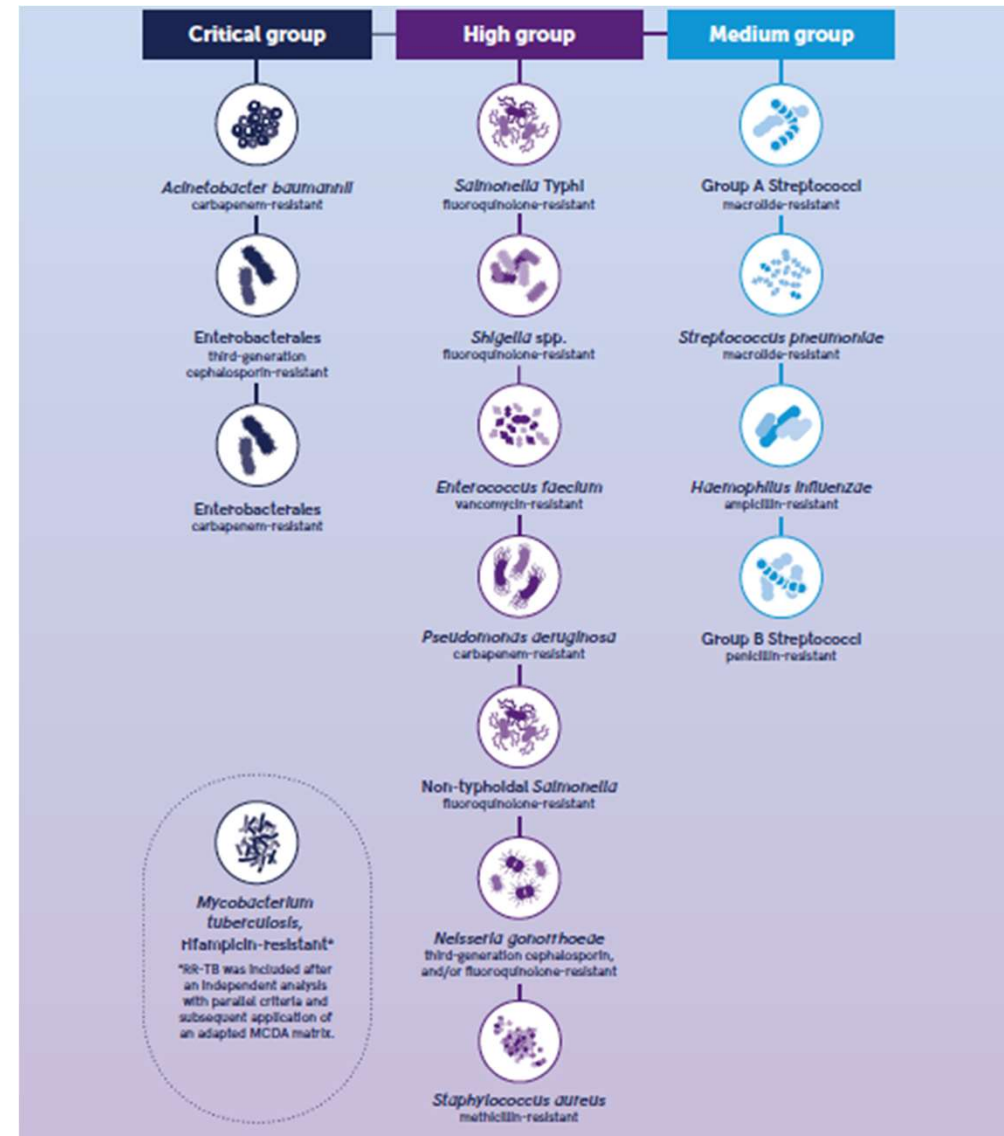 Critical group
High group
Medium group
Acinetobacter baumannii
carbapenem-resistant
Enterobacterales
third-generation
cephalosporin-resistant
Enterobacterales
carbapenem-resistant
Mycobacterium
tuberculosis,
rifampicin-resistant*
*RR-TB was included after
an independent analysis
with parallel criteria and
subsequent application of
an adapted MCDA matrix.
Salmonella Typhi
fluoroquinolone-resistant
Shigella spp.
fluoroquinolone-resistant
Enterococcus faecium
vancomycin-resistant
Pseudomonas aeruginosa
carbapenem-resistant
Non-typhoidal Salmonella
fluoroquinolone-resistant
Neisseria gonorrhoeae
third-generation cephalosporin,
and/or fluoroquinolone-resistant
Staphylococcus aureus
methicillin-resistant
Group A Streptococci
macrolide-resistant
Streptococcus pneumoniae
macrolide-resistant
Haemophilus influenzae
ampicillin-resistant
Group B Streptococci
penicillin-resistant